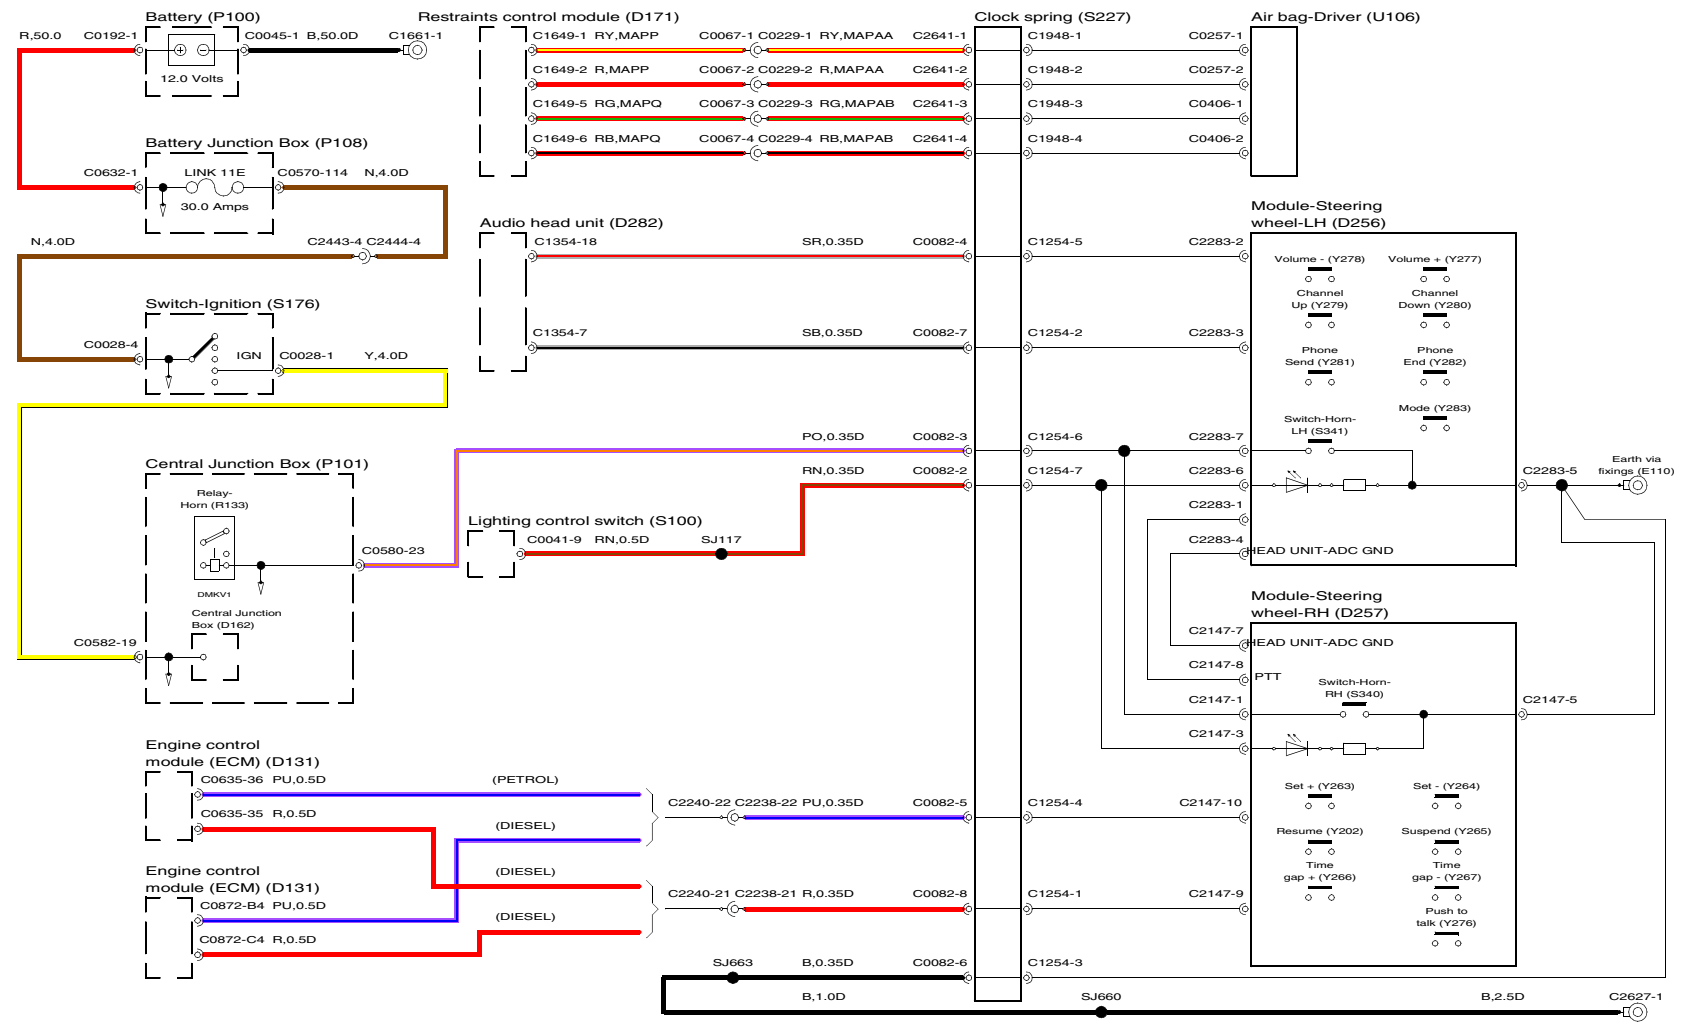 Battery (P100)
R,50.0 C0192-1 C0045-1 B,50.0D C1661-1
12.0 Volts
Battery Junction Box (P108)
C0632-1 LINK 11E C0570-114 N,4.0D
30.0 Amps
N,4.0D C2443-4 C2444-4
Switch-Ignition (S176)
C0028-4 IGN C0028-1 Y,4.0D
Central Junction Box (P101)
Relay-
Horn (R133)
C0580-23
DMKV1
Central Junction
Box (D162)
C0582-19
Engine control
module (ECM) (D131)
C0635-36 PU,0.5D (PETROL)
C0635-35 R,0.5D (DIESEL)
Engine control
module (ECM) (D131)
(DIESEL)
C0872-B4 PU,0.5D (DIESEL)
C0872-C4 R,0.5D
Restraints control module (D171)
C1649-1 RY,MAPP C0067-1 C0229-1 RY,MAPAA C2641-1
C1649-2 R,MAPP C0067-2 C0229-2 R,MAPAA C2641-2
C1649-5 RG,MAPQ C0067-3 C0229-3 RG,MAPAB C2641-3
C1649-6 RB,MAPQ C0067-4 C0229-4 RB,MAPAB C2641-4
Audio head unit (D282)
C1354-18 SR,0.35D C0082-4
C1354-7 SB,0.35D C0082-7
PO,0.35D C0082-3
RN,0.35D C0082-2
Lighting control switch (S100)
C0041-9 RN,0.5D SJ117
C2240-22 C2238-22 PU,0.35D C0082-5
C2240-21 C2238-21 R,0.35D C0082-8
SJ663 B,0.35D C0082-6
B,1.0D SJ660 B,2.5D C2627-1
Clock spring (S227)
C1948-1
C1948-2
C1948-3
C1948-4
C1254-5
C1254-2
C1254-6
C1254-7
C1254-4
C1254-1
C1254-3
Air bag-Driver (U106)
C0257-1
C0257-2
C0406-1
C0406-2
Module-Steering
wheel-LH (D256)
C2283-2
C2283-3
C2283-7
C2283-6
C2283-1
C2283-4
HEAD UNIT-ADC GND
Volume - (Y278) Volume + (Y277)
Channel
Up (Y279)
Channel
Down (Y280)
Phone
Send (Y281)
Phone
End (Y282)
Mode (Y283)
Switch-Horn-
LH (S341)
C2283-5
Earth via
fixings (E110)
Module-Steering
wheel-RH (D257)
C2147-7
HEAD UNIT-ADC GND
C2147-8
PTT
Switch-Horn-
RH (S340)
C2147-1
C2147-5
C2147-3
C2147-10
C2147-9
Set + (Y263) Set - (Y264)
Resume (Y202) Suspend (Y265)
Time
gap + (Y266)
Time
gap - (Y267)
Push to
talk (Y276)